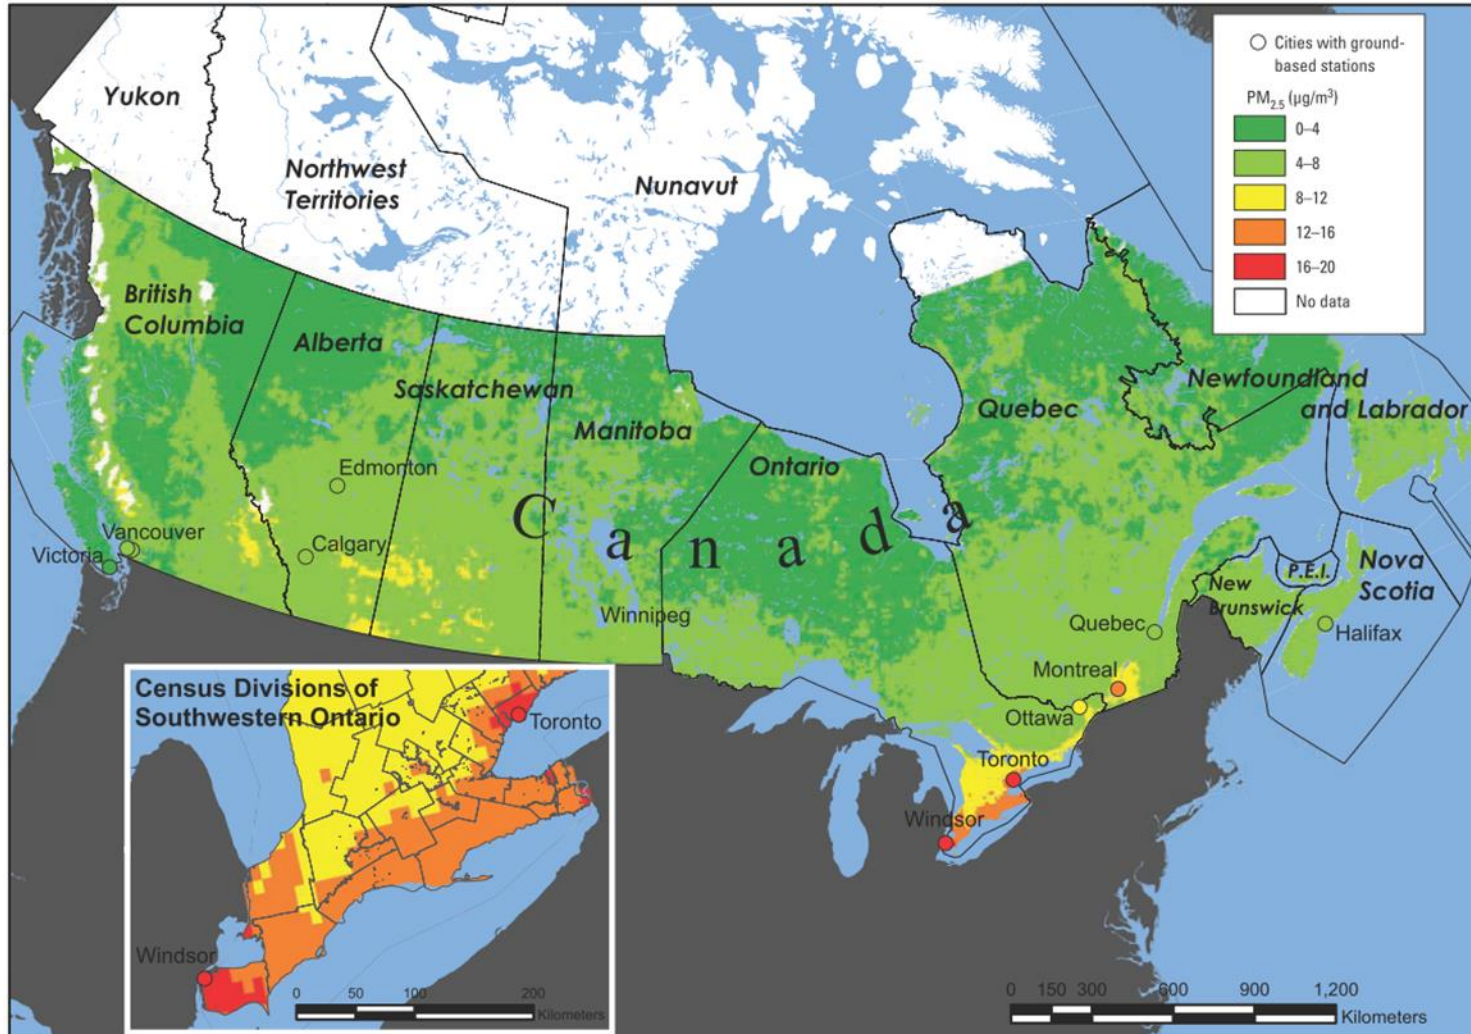 Cities with ground-
based stations
PM2.5 (µg/m³)
0–4
4–8
8–12
12–16
16–20
No data
Yukon
Northwest
Territories
Nunavut
British
Columbia
Alberta
Saskatchewan
Manitoba
Ontario
Quebec
Newfoundland
and Labrador
Edmonton
Canada
Vancouver
Victoria
Calgary
Winnipeg
P.E.I.
Nova
Scotia
New
Brunswick
Quebec
Halifax
Montreal
Ottawa
Toronto
Windsor
Census Divisions of
Southwestern Ontario
Toronto
Windsor
0 50 100 200
Kilometers
0 150 300 600 900 1,200
Kilometers